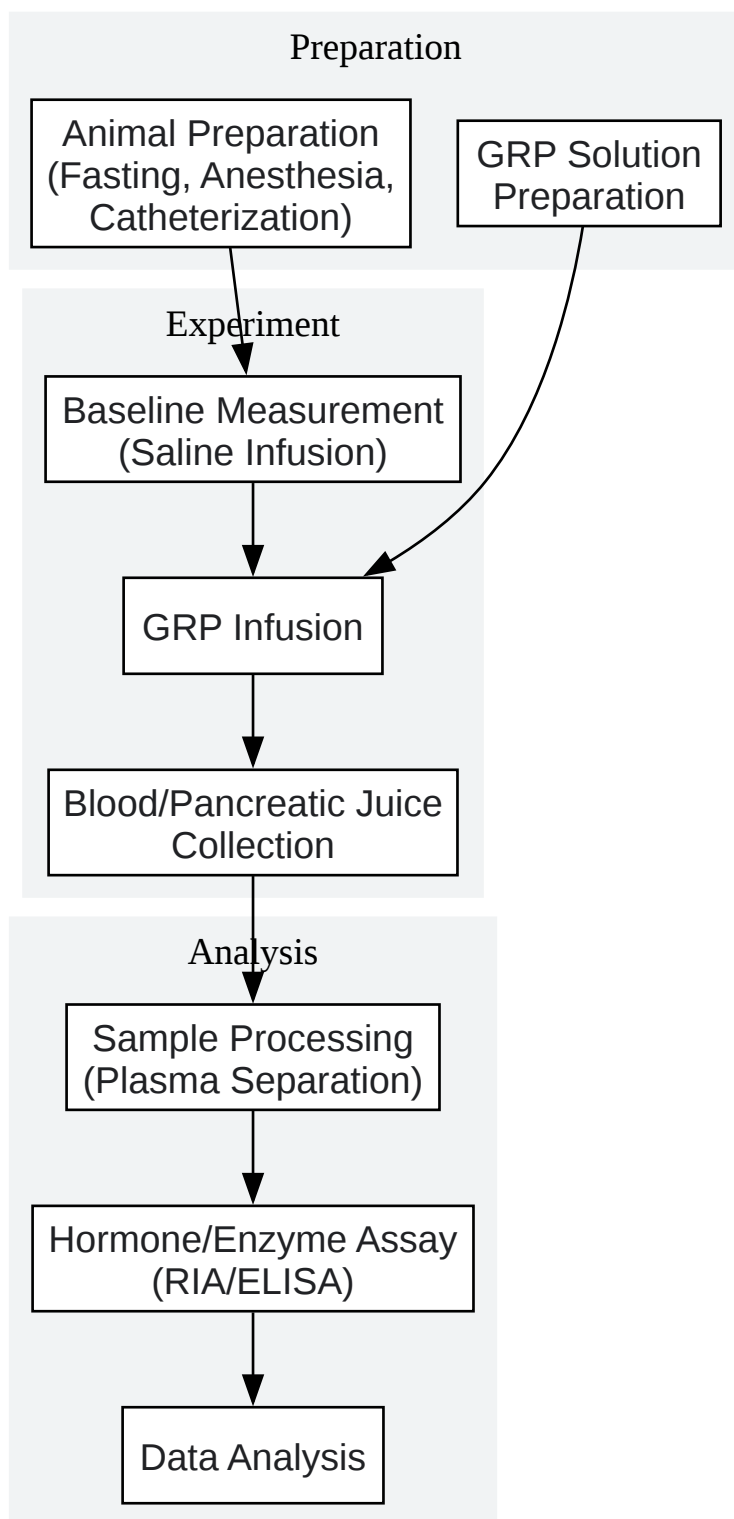 Preparation
Animal Preparation
(Fasting, Anesthesia,
Catheterization)
GRP Solution
Preparation
Experiment
Baseline Measurement
(Saline Infusion)
GRP Infusion
Blood/Pancreatic Juice
Collection
Analysis
Sample Processing
(Plasma Separation)
Hormone/Enzyme Assay
(RIA/ELISA)
Data Analysis